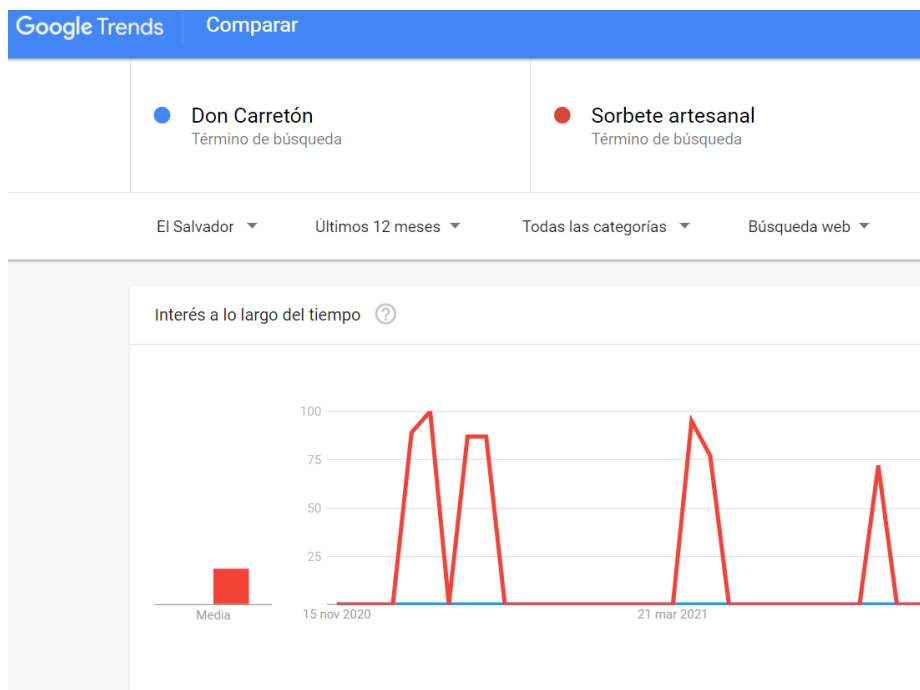 Google Trends Comparar
Don Carretón Sorbete artesanal
Término de búsqueda Término de búsqueda
El Salvador Últimos 12 meses Todas las categorías Búsqueda web
Interés a lo largo del tiempo ?
100
75
50
25
Media 15 nov 2020 21 mar 2021